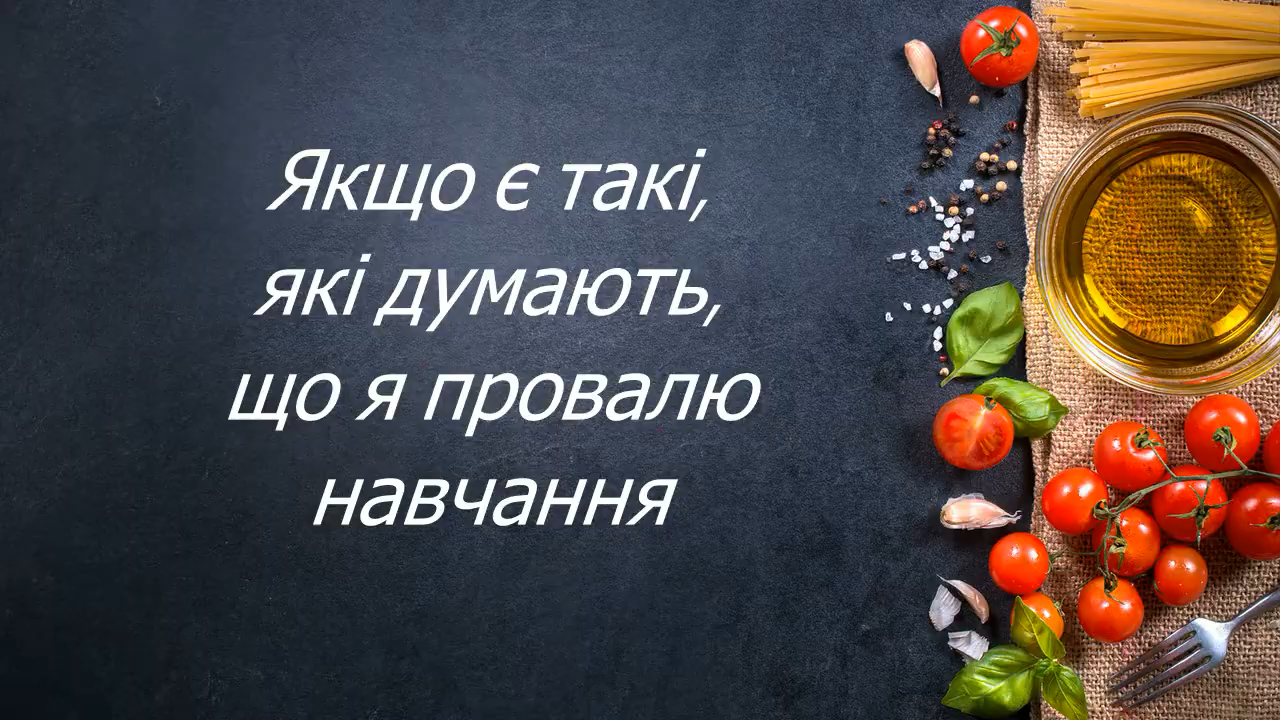 Якщо є такі,
які думають,
що я провалю
навчання